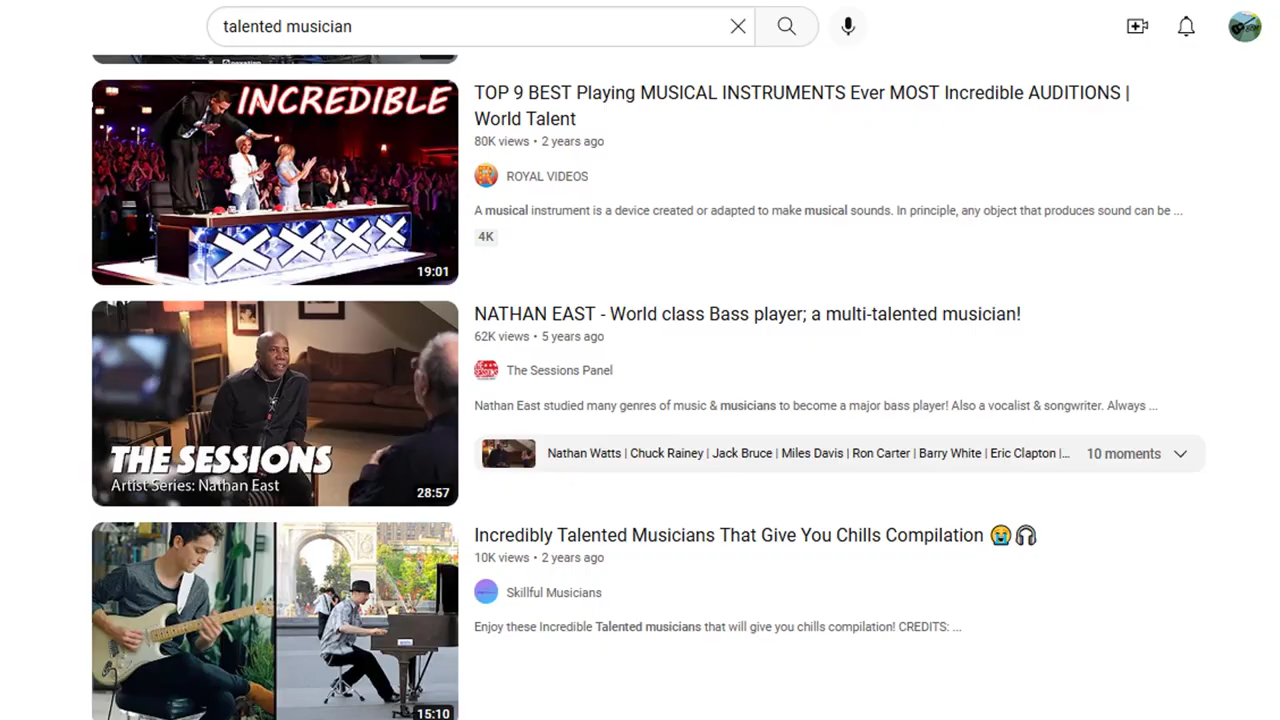 talented musician
INCREDIBLE
19:01
TOP 9 BEST Playing MUSICAL INSTRUMENTS Ever MOST Incredible AUDITIONS |
World Talent
80K views • 2 years ago
ROYAL VIDEOS
A musical instrument is a device created or adapted to make musical sounds. In principle, any object that produces sound can be ...
4K
THE SESSIONS
Artist Series: Nathan East
28:57
NATHAN EAST - World class Bass player; a multi-talented musician!
62K views • 5 years ago
The Sessions Panel
Nathan East studied many genres of music & musicians to become a major bass player! Also a vocalist & songwriter. Always ...
Nathan Watts | Chuck Rainey | Jack Bruce | Miles Davis | Ron Carter | Barry White | Eric Clapton |... 10 moments
15:10
Incredibly Talented Musicians That Give You Chills Compilation 😭🎧
10K views • 2 years ago
Skillful Musicians
Enjoy these Incredible Talented musicians that will give you chills compilation! CREDITS: ...